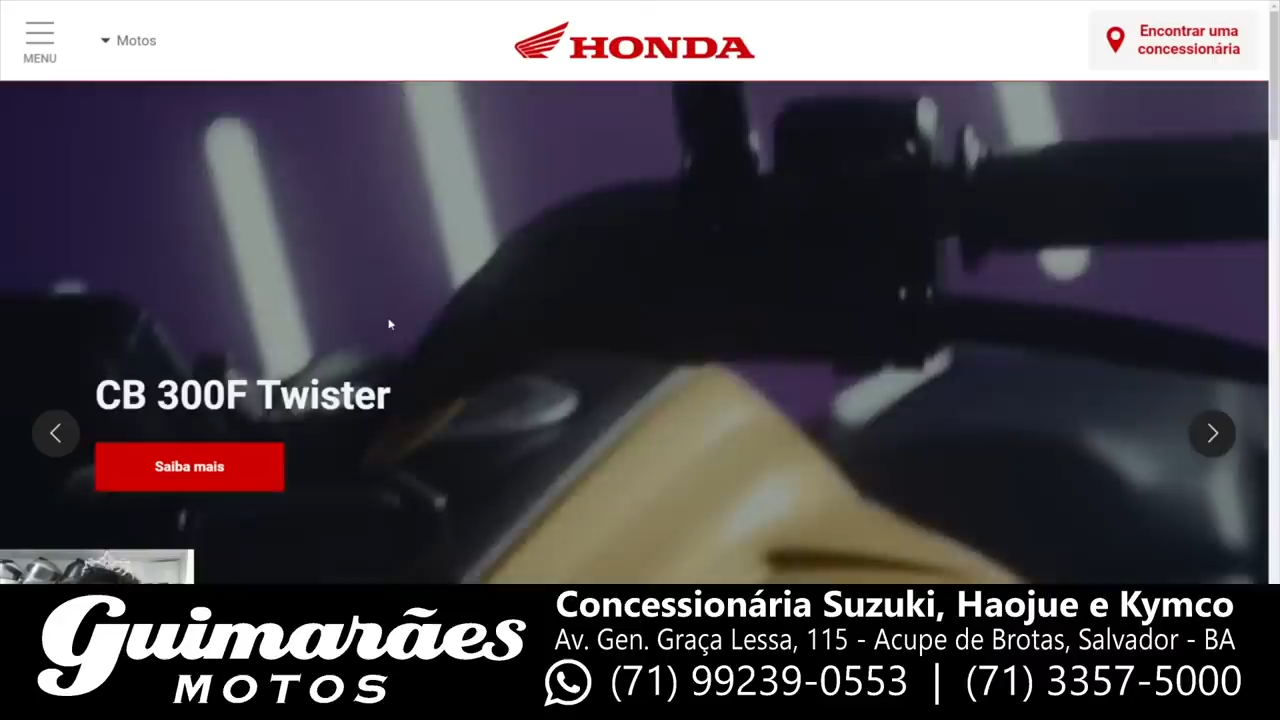 MENU
Motos
HONDA
Encontrar uma
concessionária
CB 300F Twister
Saiba mais
Guimarães
MOTOS
Concessionária Suzuki, Haojue e Kymco
Av. Gen. Graça Lessa, 115 - Acupe de Brotas, Salvador - BA
(71) 99239-0553 | (71) 3357-5000